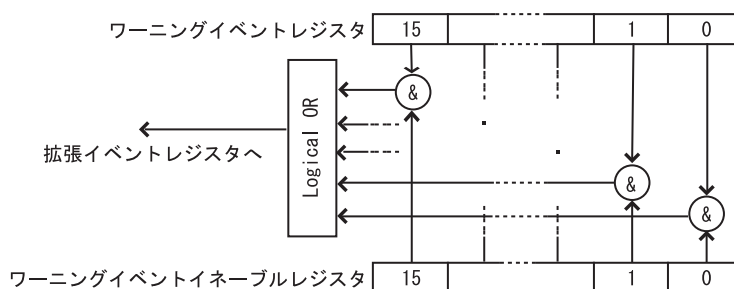 ワーニングイベントレジスタ 15 1 0
&
Logical OR
拡張イベントレジスタへ
&
&
ワーニングイベントイネーブルレジスタ 15 1 0